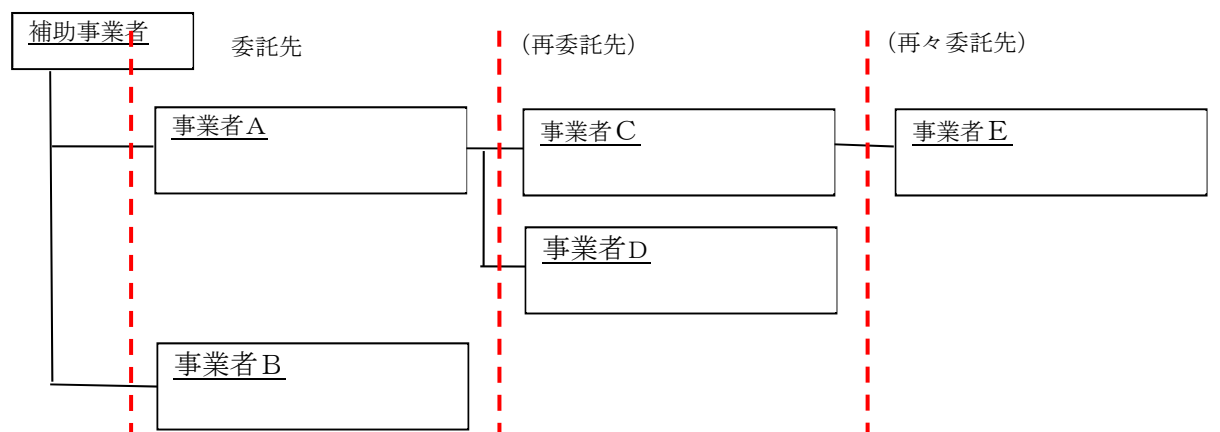 補助事業者
委託先
(再委託先)
(再々委託先)
事業者A
事業者C
事業者E
事業者D
事業者B